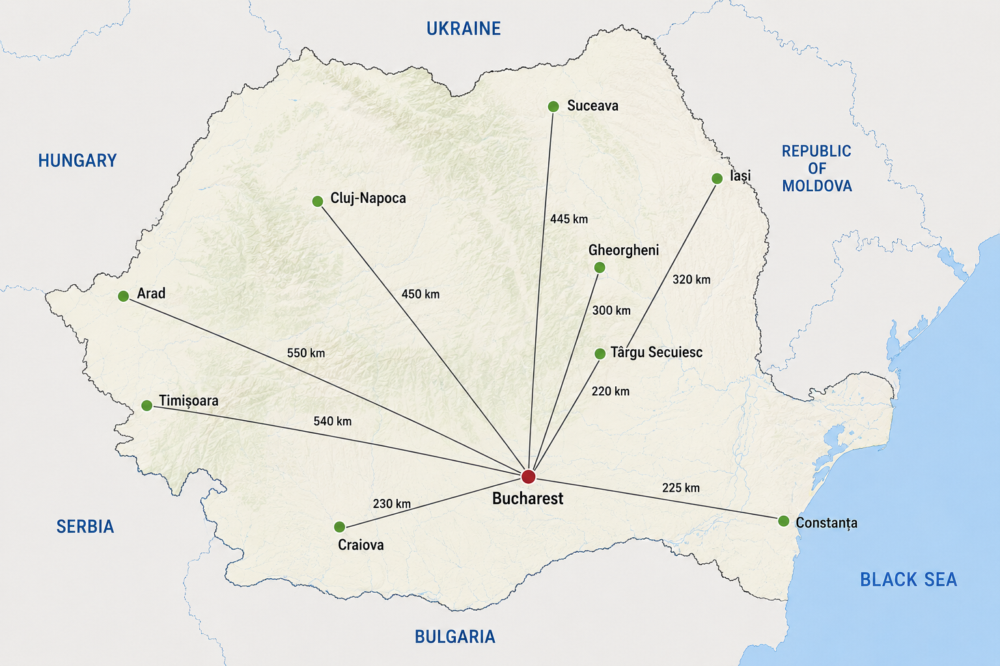 UKRAINE
Suceava
HUNGARY
REPUBLIC
OF
MOLDOVA
Iași
Cluj-Napoca
445 km
Gheorgheni
320 km
Arad
450 km
300 km
550 km
Târgu Secuiesc
220 km
Timișoara
540 km
225 km
Bucharest
230 km
SERBIA
Constanța
Craiova
BLACK SEA
BULGARIA